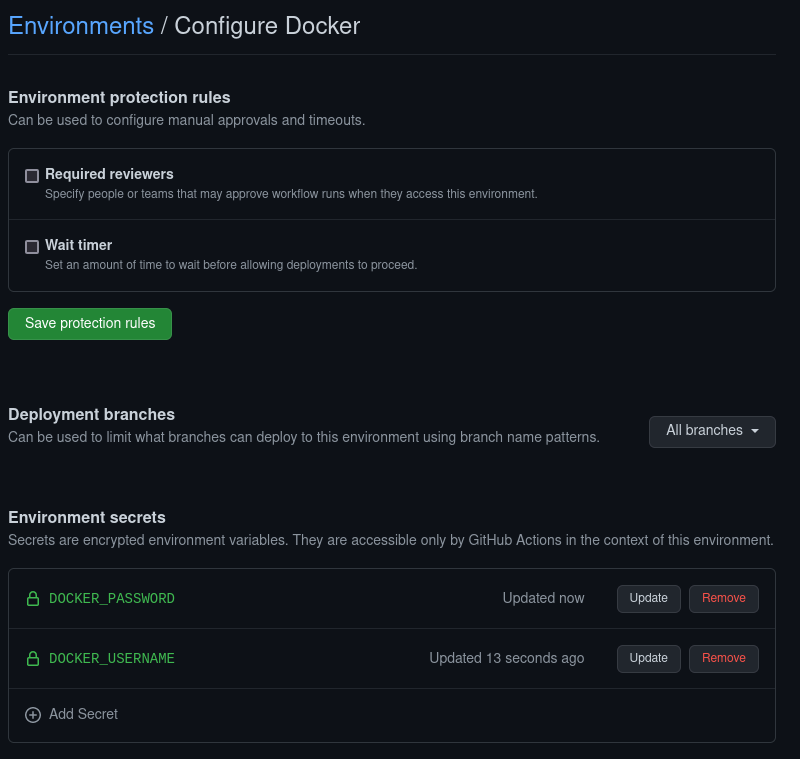 Environments / Configure Docker
Environment protection rules
Can be used to configure manual approvals and timeouts.
Required reviewers
Specify people or teams that may approve workflow runs when they access this environment.
Wait timer
Set an amount of time to wait before allowing deployments to proceed.
Save protection rules
Deployment branches
Can be used to limit what branches can deploy to this environment using branch name patterns.
All branches
Environment secrets
Secrets are encrypted environment variables. They are accessible only by GitHub Actions in the context of this environment.
DOCKER_PASSWORD Updated now Update Remove
DOCKER_USERNAME Updated 13 seconds ago Update Remove
Add Secret